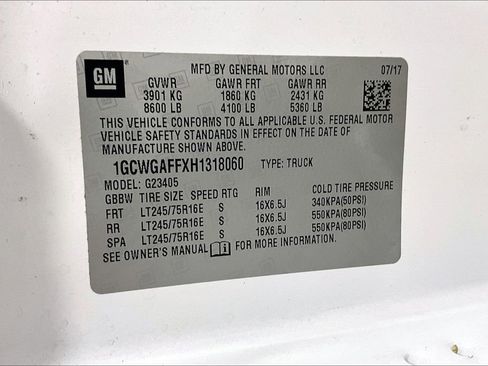 GM
MFD BY GENERAL MOTORS LLC 07/17
GVWR GAWR FRT GAWR RR
3901 KG 1860 KG 2431 KG
8600 LB 4100 LB 5360 LB
THIS VEHICLE CONFORMS TO ALL APPLICABLE U.S. FEDERAL MOTOR
VEHICLE SAFETY STANDARDS IN EFFECT ON THE DATE OF
MANUFACTURE SHOWN ABOVE.
1GCWGAFFXH1318060 TYPE: TRUCK
MODEL: G23405
GBBW TIRE SIZE SPEED RTG RIM COLD TIRE PRESSURE
FRT LT245/75R16E S 16X6.5J 340KPA(50PSI)
RR LT245/75R16E S 16X6.5J 550KPA(80PSI)
SPA LT245/75R16E S 16X6.5J 550KPA(80PSI)
SEE OWNER'S MANUAL FOR MORE INFORMATION.